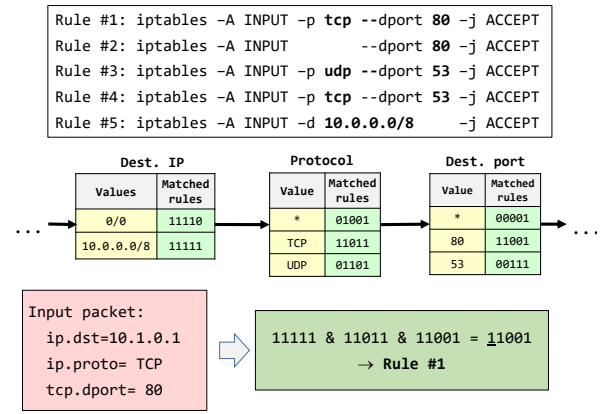 Rule #1: iptables –A INPUT –p tcp --dport 80 –j ACCEPT
Rule #2: iptables –A INPUT --dport 80 –j ACCEPT
Rule #3: iptables –A INPUT –p udp --dport 53 –j ACCEPT
Rule #4: iptables –A INPUT –p tcp --dport 53 –j ACCEPT
Rule #5: iptables –A INPUT –d 10.0.0.0/8 –j ACCEPT
Dest. IP Protocol Dest. port
Values Matched rules
0/0 11110
10.0.0.0/8 11111
Value Matched rules
* 01001
TCP 11011
UDP 01101
Value Matched rules
* 00001
80 11001
53 00111
... ...
Input packet:
ip.dst=10.1.0.1
ip.proto= TCP
tcp.dport= 80
11111 & 11011 & 11001 = 11001
→ Rule #1